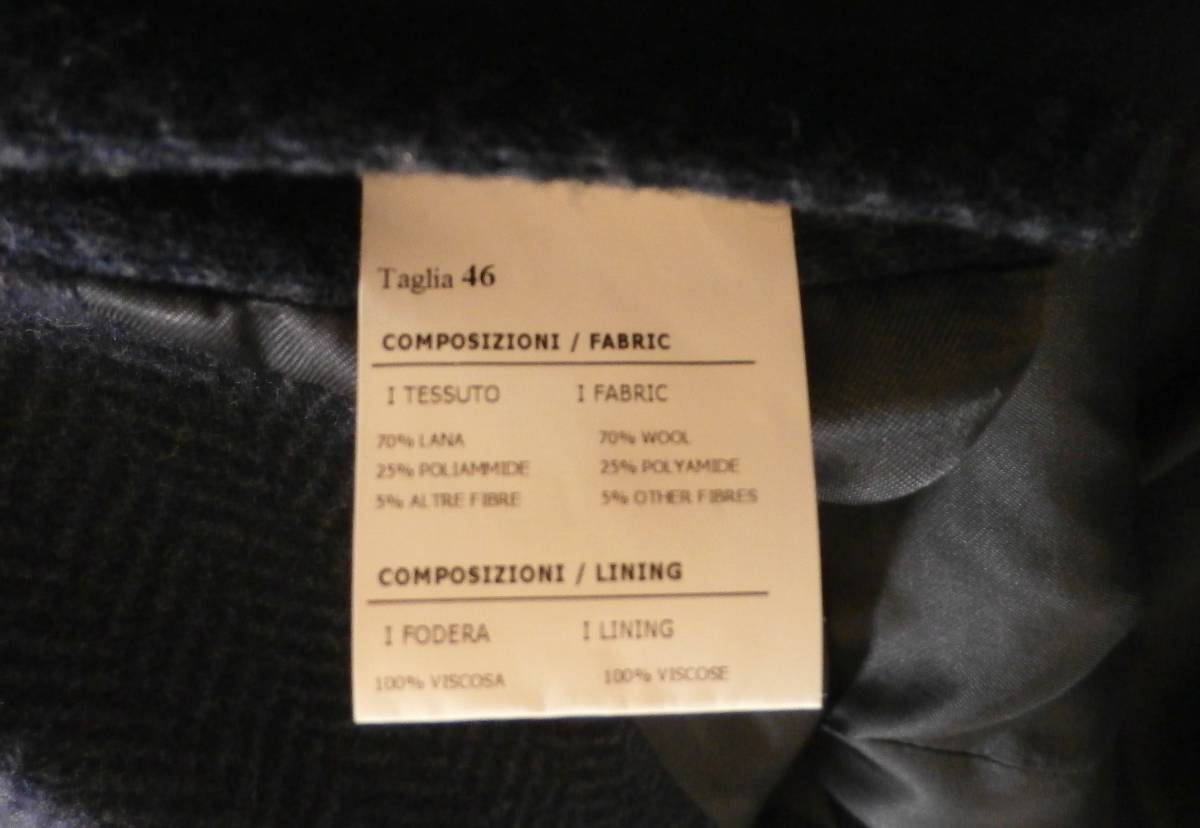 Taglia 46
COMPOSIZIONI / FABRIC
I TESSUTO I FABRIC
70% LANA 70% WOOL
25% POLIAMMIDE 25% POLYAMIDE
5% ALTRE FIBRE 5% OTHER FIBRES
COMPOSIZIONI / LINING
I FODERA I LINING
100% VISCOSA 100% VISCOSE